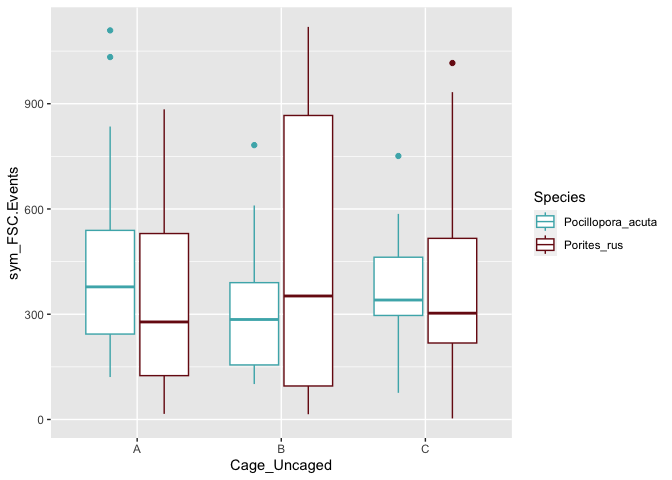 sym_FSC.Events
900
600
300
0
A
B
C
Cage_Uncaged
Species
Pocillopora_acuta
Porites_rus